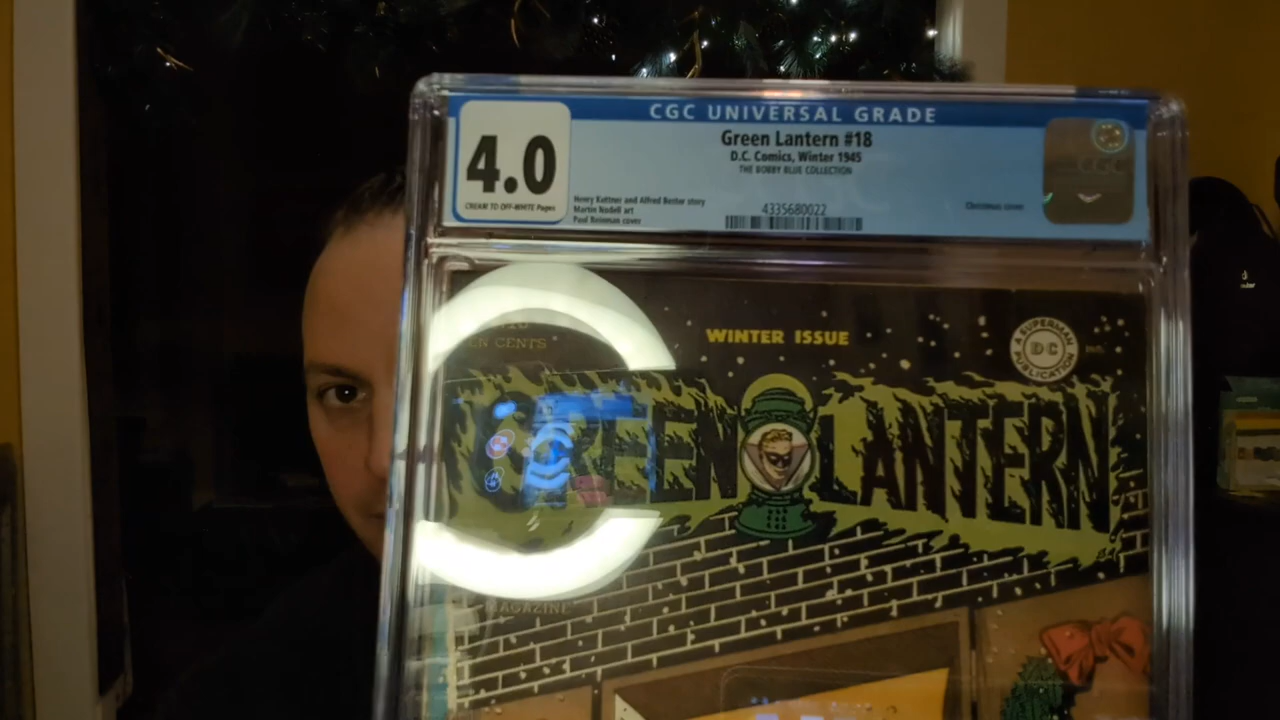 CGC UNIVERSAL GRADE
4.0
CREAM TO OFF-WHITE Pages
Green Lantern #18
D.C. Comics, Winter 1945
THE BOBBY BLUE COLLECTION
Henry Kuttner and Alfred Bester story
Martin Nodell art
Paul Reinman cover
4335680022
Christmas cover
EN CENTS
WINTER ISSUE
A SUPERMAN
DC
PUBLICATION
GREEN LANTERN
MAGAZINE